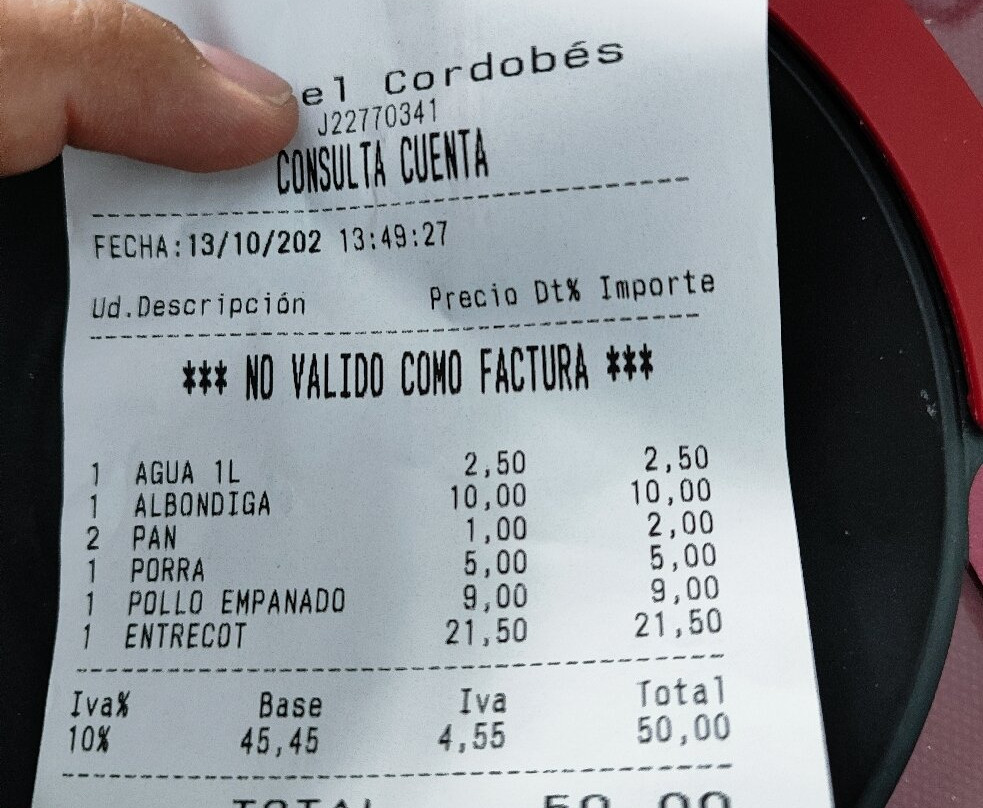 el Cordobés
J22770341
CONSULTA CUENTA
FECHA:13/10/202 13:49:27
Ud.Descripción Precio Dt% Importe
*** NO VALIDO COMO FACTURA ***
1 AGUA 1L 2,50 2,50
1 ALBONDIGA 10,00 10,00
2 PAN 1,00 2,00
1 PORRA 5,00 5,00
1 POLLO EMPANADO 9,00 9,00
1 ENTRECOT 21,50 21,50
Iva% Base Iva Total
10% 45,45 4,55 50,00
TOTAL 50,00